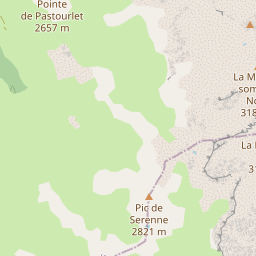 Pointe
de Pastourlet
2657 m
La M
som
No
318
La
3
Pic de
Serenne
2821 m